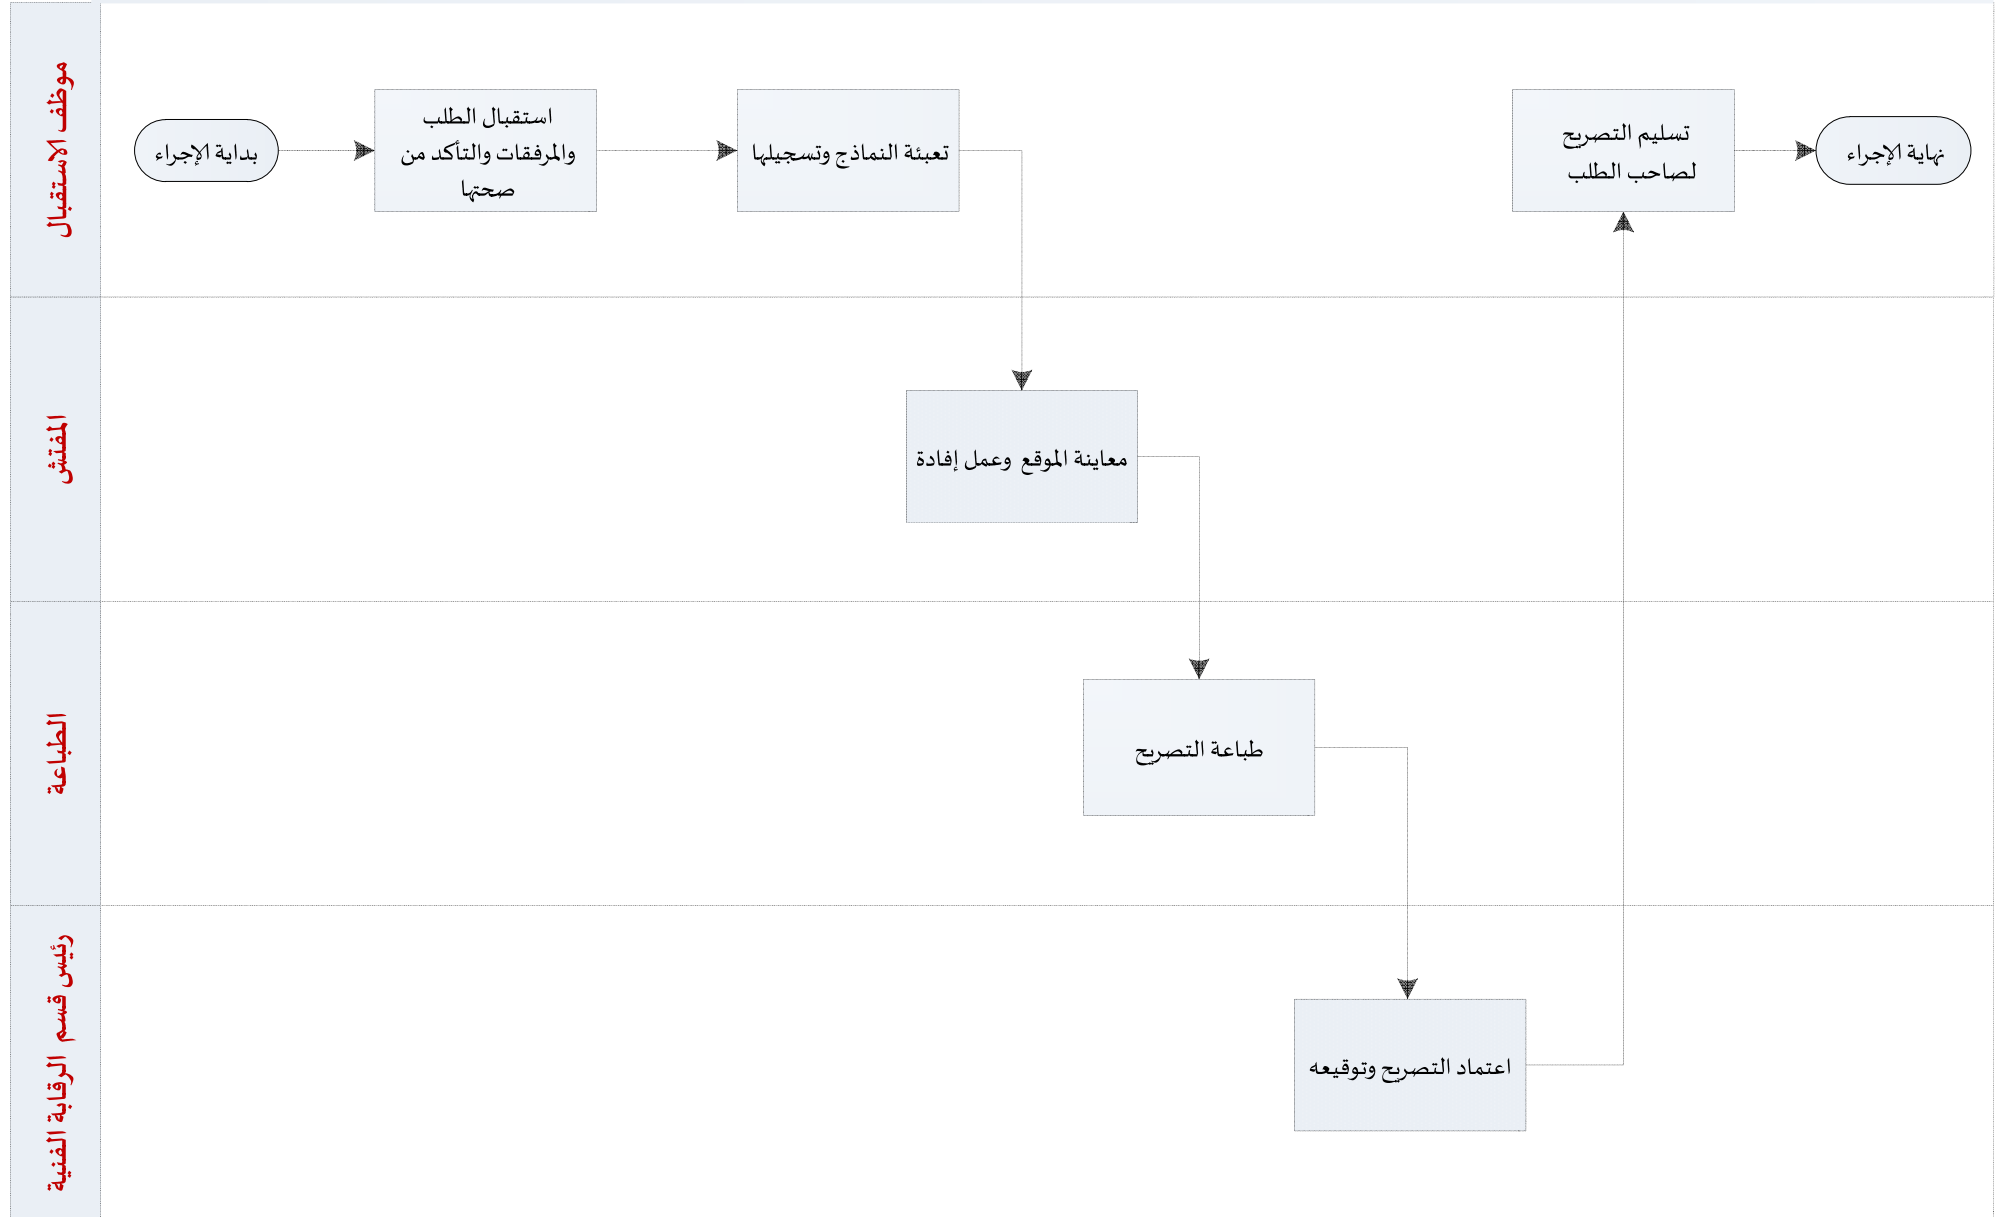 موظف الاستقبال
بداية الإجراء
استقبال الطلب
والمرفقات والتأكد من
صحتها
تعبئة النماذج وتسجيلها
تسليم التصريح
لصاحب الطلب
نهاية الإجراء
المفتش
معاينة الموقع وعمل إفادة
الطباعة
طباعة التصريح
رئيس قسم الرقابة الفنية
اعتماد التصريح وتوقيعه